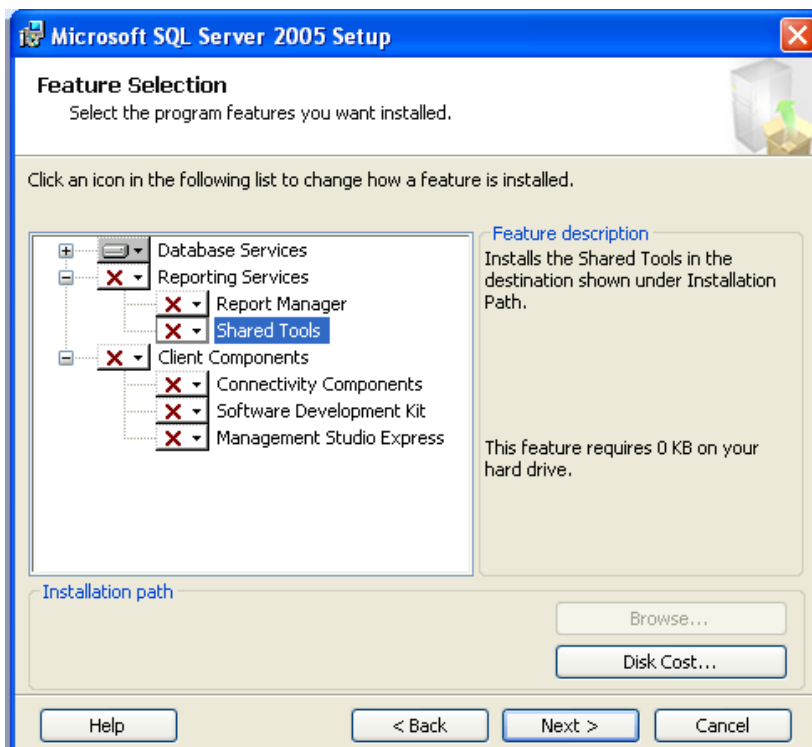 Microsoft SQL Server 2005 Setup
Feature Selection
Select the program features you want installed.
Click an icon in the following list to change how a feature is installed.
Database Services
Reporting Services
Report Manager
Shared Tools
Client Components
Connectivity Components
Software Development Kit
Management Studio Express
Feature description
Installs the Shared Tools in the
destination shown under Installation
Path.
This feature requires 0 KB on your
hard drive.
Installation path
Browse...
Disk Cost...
Help
< Back
Next >
Cancel